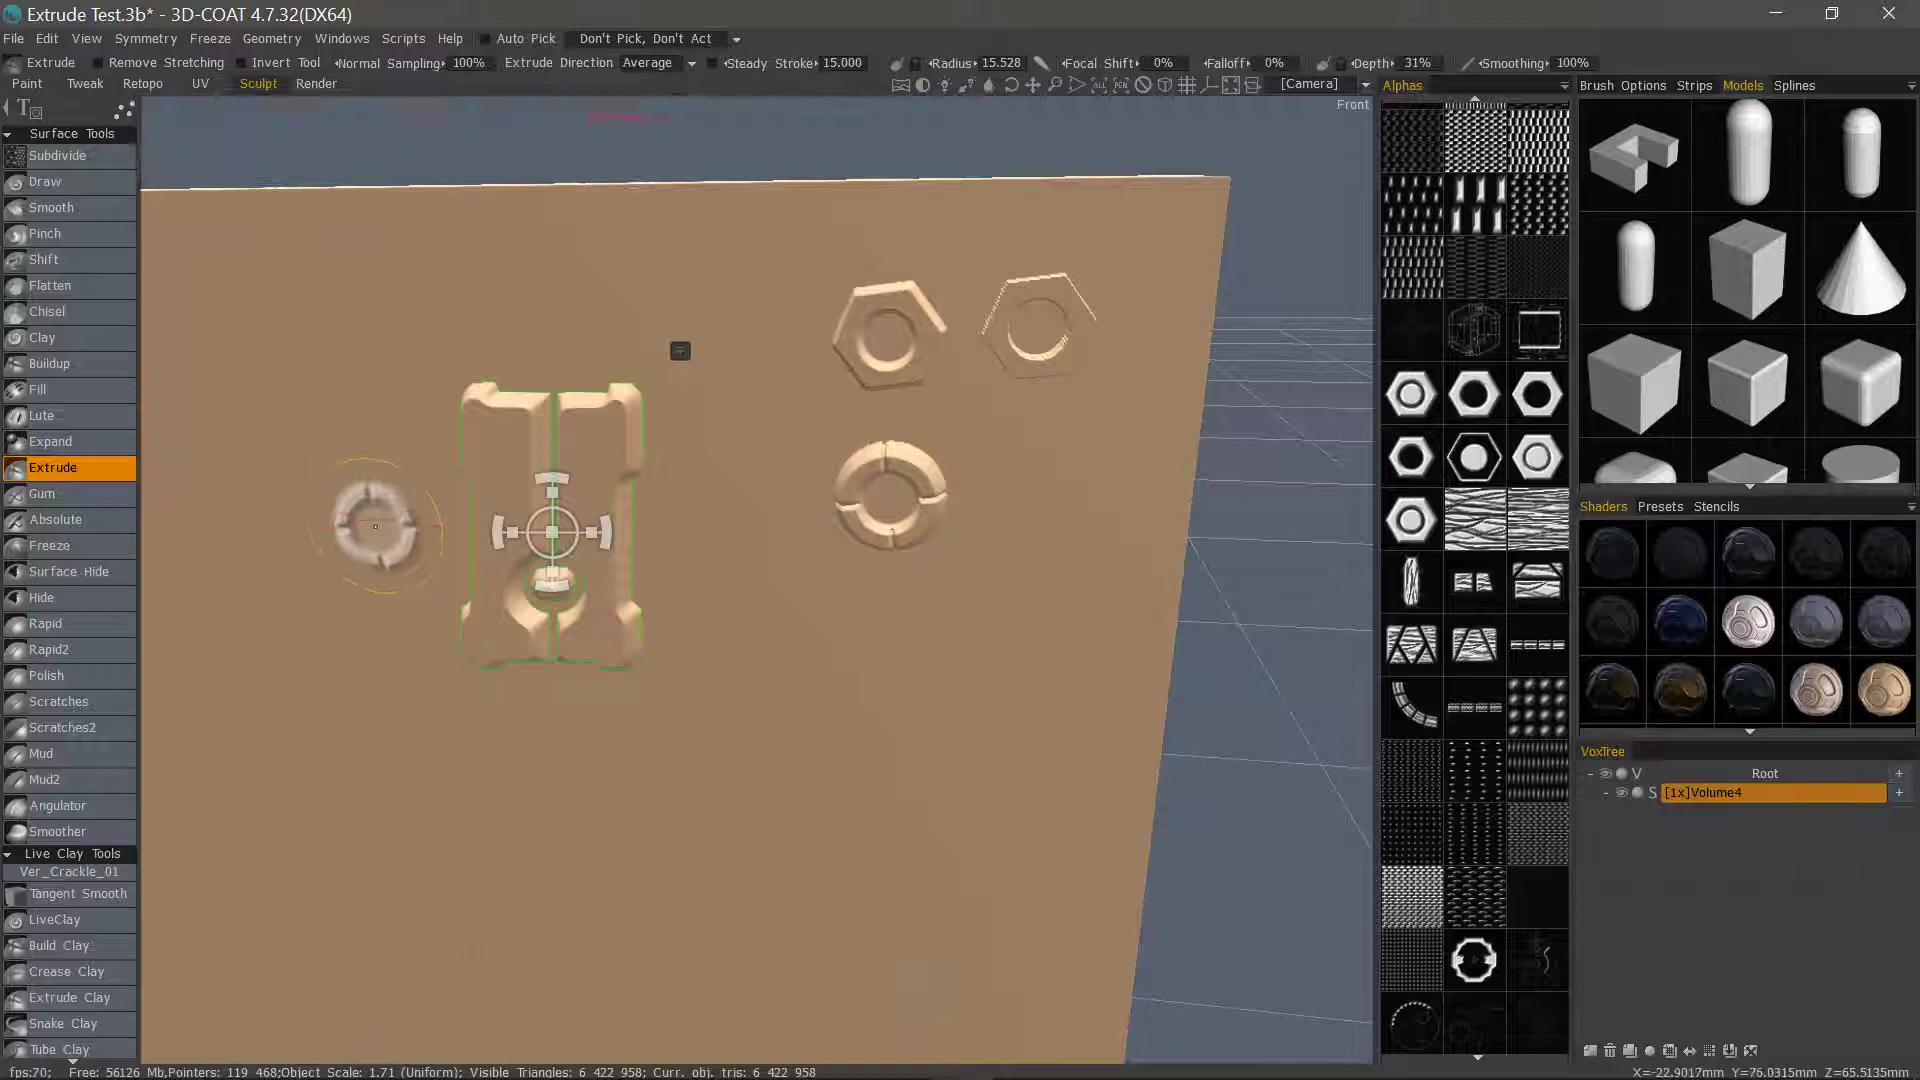 Extrude Test.3b* - 3D-COAT 4.7.32(DX64)
File Edit View Symmetry Freeze Geometry Windows Scripts Help Auto Pick Don't Pick, Don't Act
Extrude Remove Stretching Invert Tool Normal Sampling 100% Extrude Direction Average Steady Stroke 15.000 Radius 15.528 Focal Shift 0% Falloff 0% Depth 31% Smoothing 100%
Paint Tweak Retopo UV Sculpt Render [Camera] Alphas Brush Options Strips Models Splines
Front
Surface Tools
Subdivide
Draw
Smooth
Pinch
Shift
Flatten
Chisel
Clay
Buildup
Fill
Lute
Expand
Extrude
Gum
Absolute
Freeze
Surface Hide
Hide
Rapid
Rapid2
Polish
Scratches
Scratches2
Mud
Mud2
Angulator
Smoother
Live Clay Tools
Ver_Crackle_01
Tangent Smooth
LiveClay
Build Clay
Crease Clay
Extrude Clay
Snake Clay
Tube Clay
Shaders Presets Stencils
VoxTree
V Root +
S [1x]Volume4 +
fps:70; Free: 56126 Mb,Pointers: 119 468;Object Scale: 1.71 (Uniform); Visible Triangles: 6 422 958; Curr. obj. tris: 6 422 958 X=-22.9017mm Y=76.0315mm Z=65.5135mm